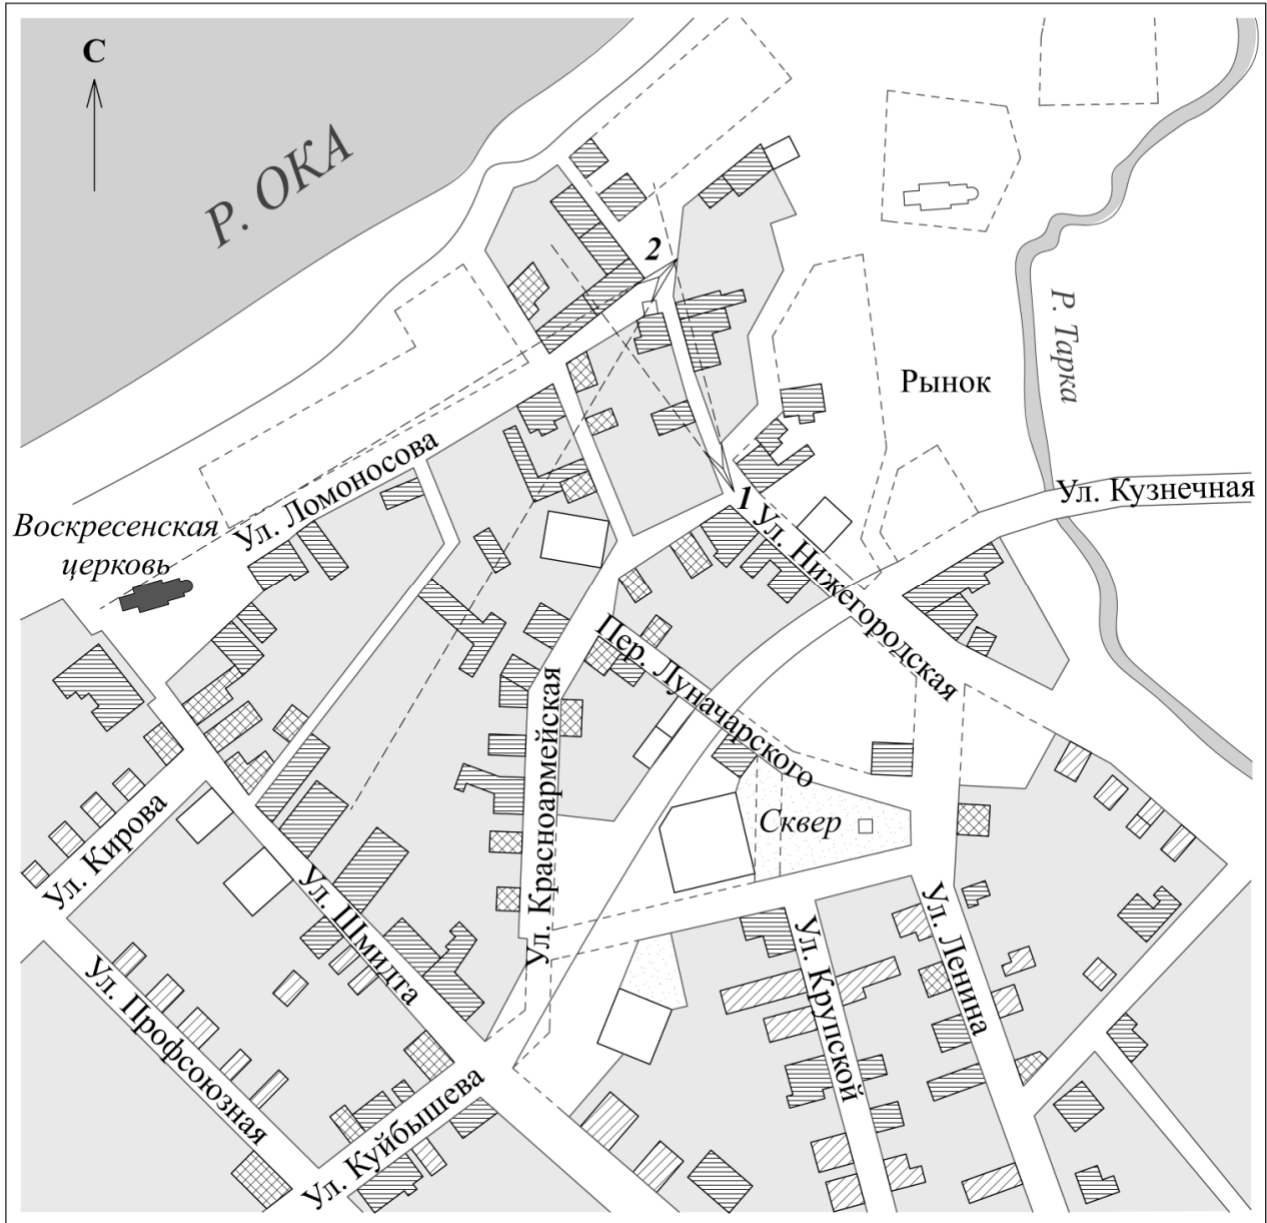 С
Р. ОКА
2
Р. Тарка
Рынок
Ул. Ломоносова
Ул. Кузнечная
1
Воскресенская
церковь
Ул. Нижегородская
Пер. Луначарского
Ул. Красноармейская
Сквер
Ул. Кирова
Ул. Шмидта
Ул. Ленина
Ул. Крупской
Ул. Профсоюзная
Ул. Куйбышева